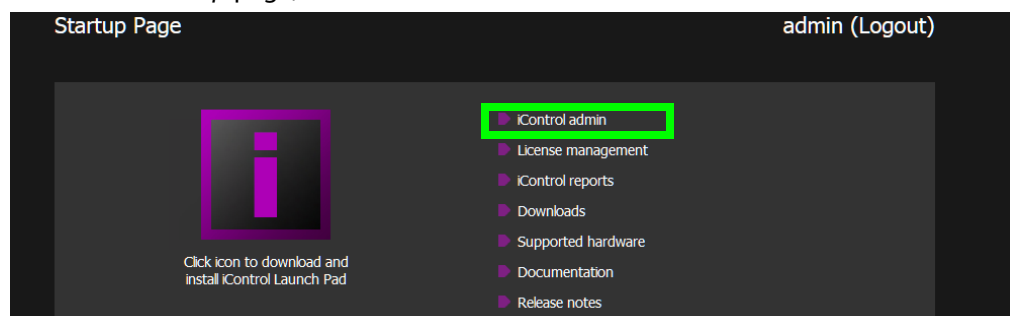 Startup Page
admin (Logout)
iControl admin
License management
iControl reports
Downloads
Supported hardware
Documentation
Release notes
Click icon to download and
install iControl Launch Pad